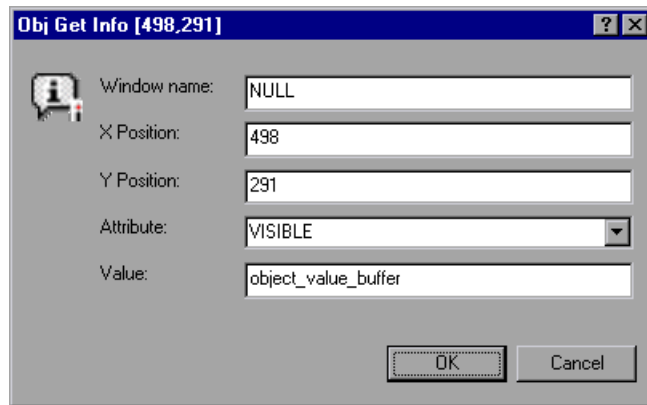 Obj Get Info [498,291]
Window name: NULL
X Position: 498
Y Position: 291
Attribute: VISIBLE
Value: object_value_buffer
OK Cancel